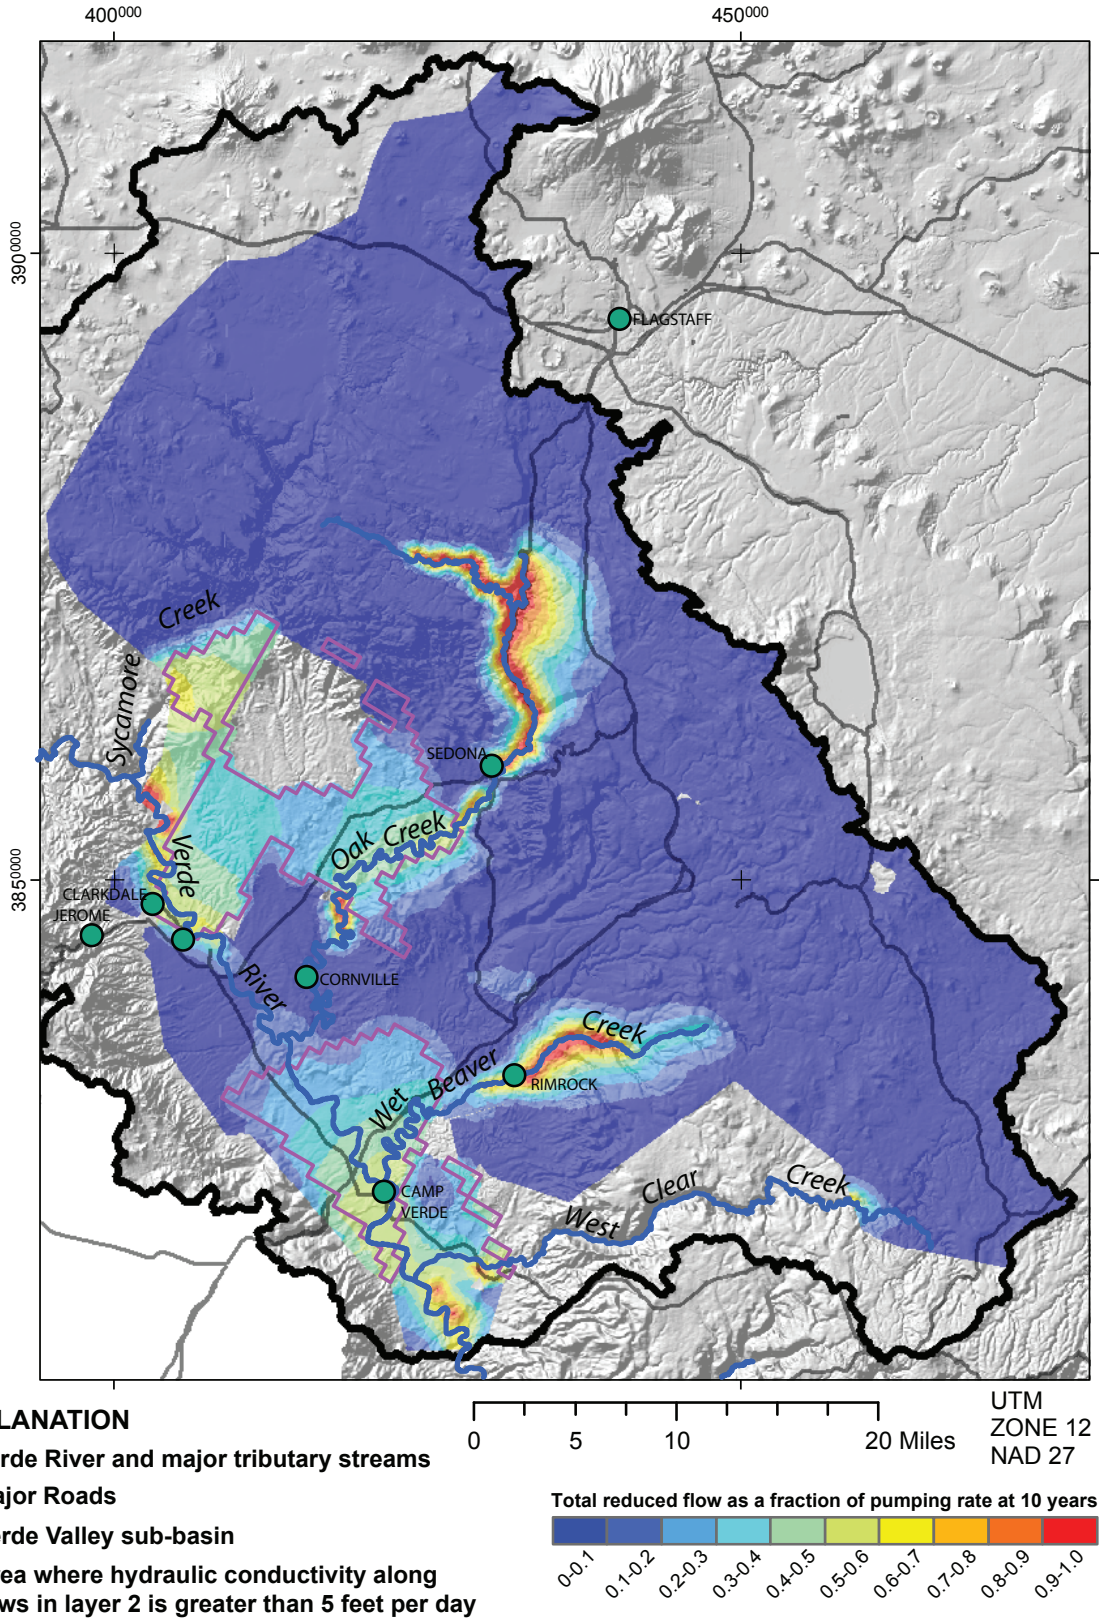 400000
450000
3900000
3850000
FLAGSTAFF
Creek
Sycamore
SEDONA
Oak Creek
Verde
CLARKDALE
JEROME
River
CORNVILLE
Creek
Wet Beaver
RIMROCK
CAMP
VERDE
West Clear Creek
LANATION
rde River and major tributary streams
ajor Roads
erde Valley sub-basin
ea where hydraulic conductivity along
ws in layer 2 is greater than 5 feet per day
0 5 10 20 Miles
UTM
ZONE 12
NAD 27
Total reduced flow as a fraction of pumping rate at 10 years
0-0.1 0.1-0.2 0.2-0.3 0.3-0.4 0.4-0.5 0.5-0.6 0.6-0.7 0.7-0.8 0.8-0.9 0.9-1.0